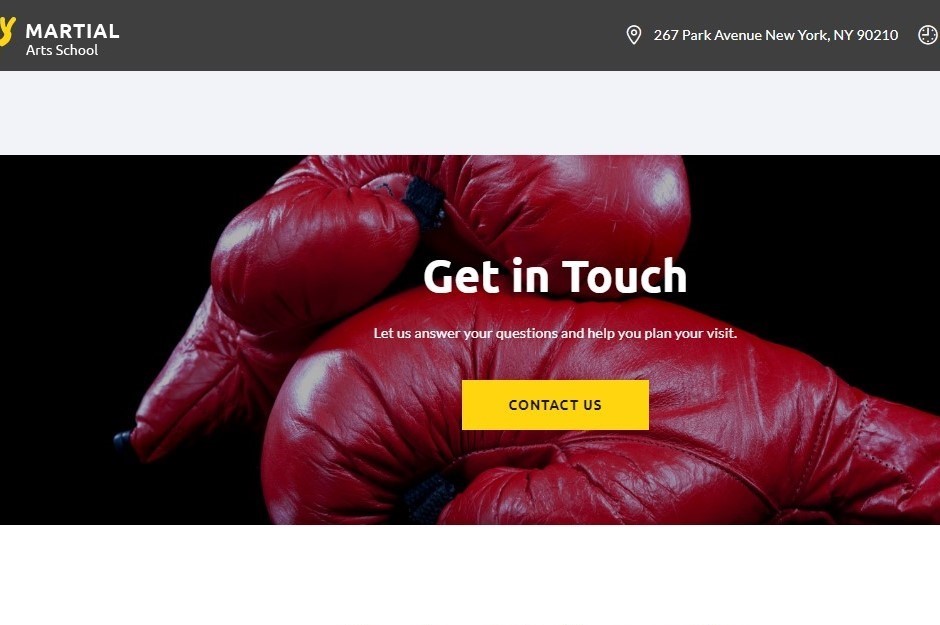 MARTIAL
Arts School
267 Park Avenue New York, NY 90210
Get in Touch
Let us answer your questions and help you plan your visit.
CONTACT US